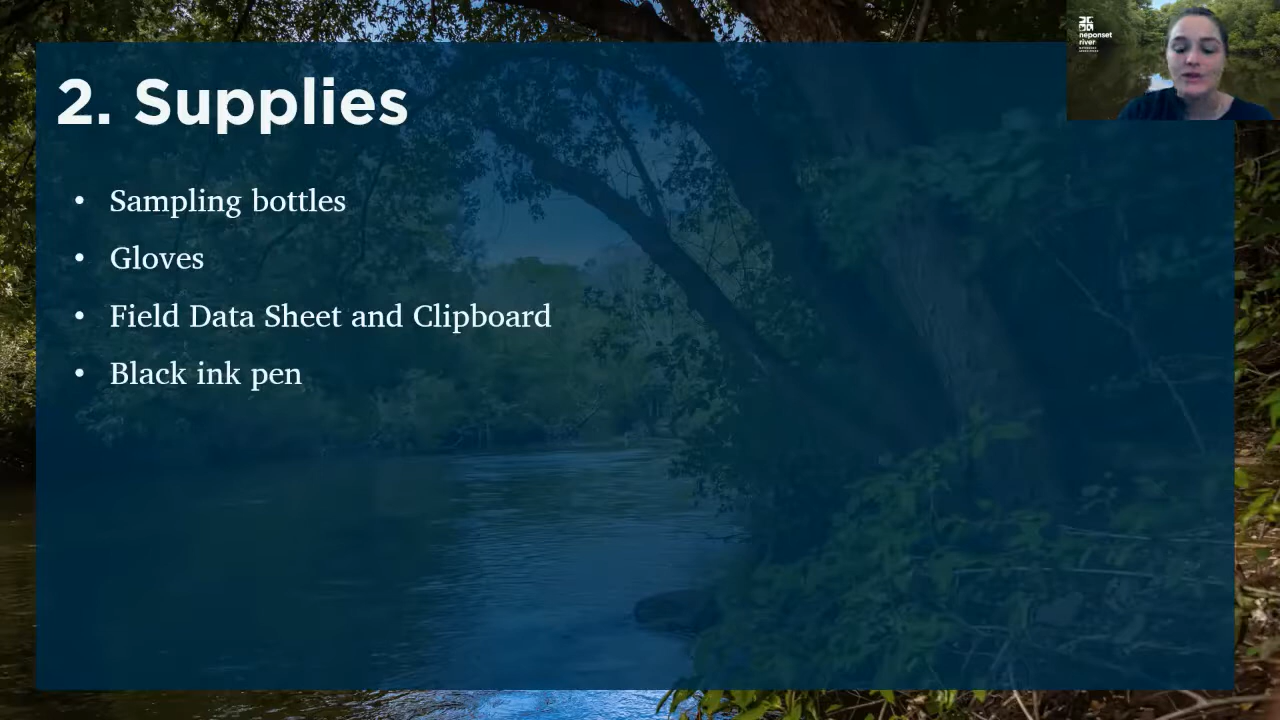 2. Supplies
neponset
river
• Sampling bottles
• Gloves
• Field Data Sheet and Clipboard
• Black ink pen